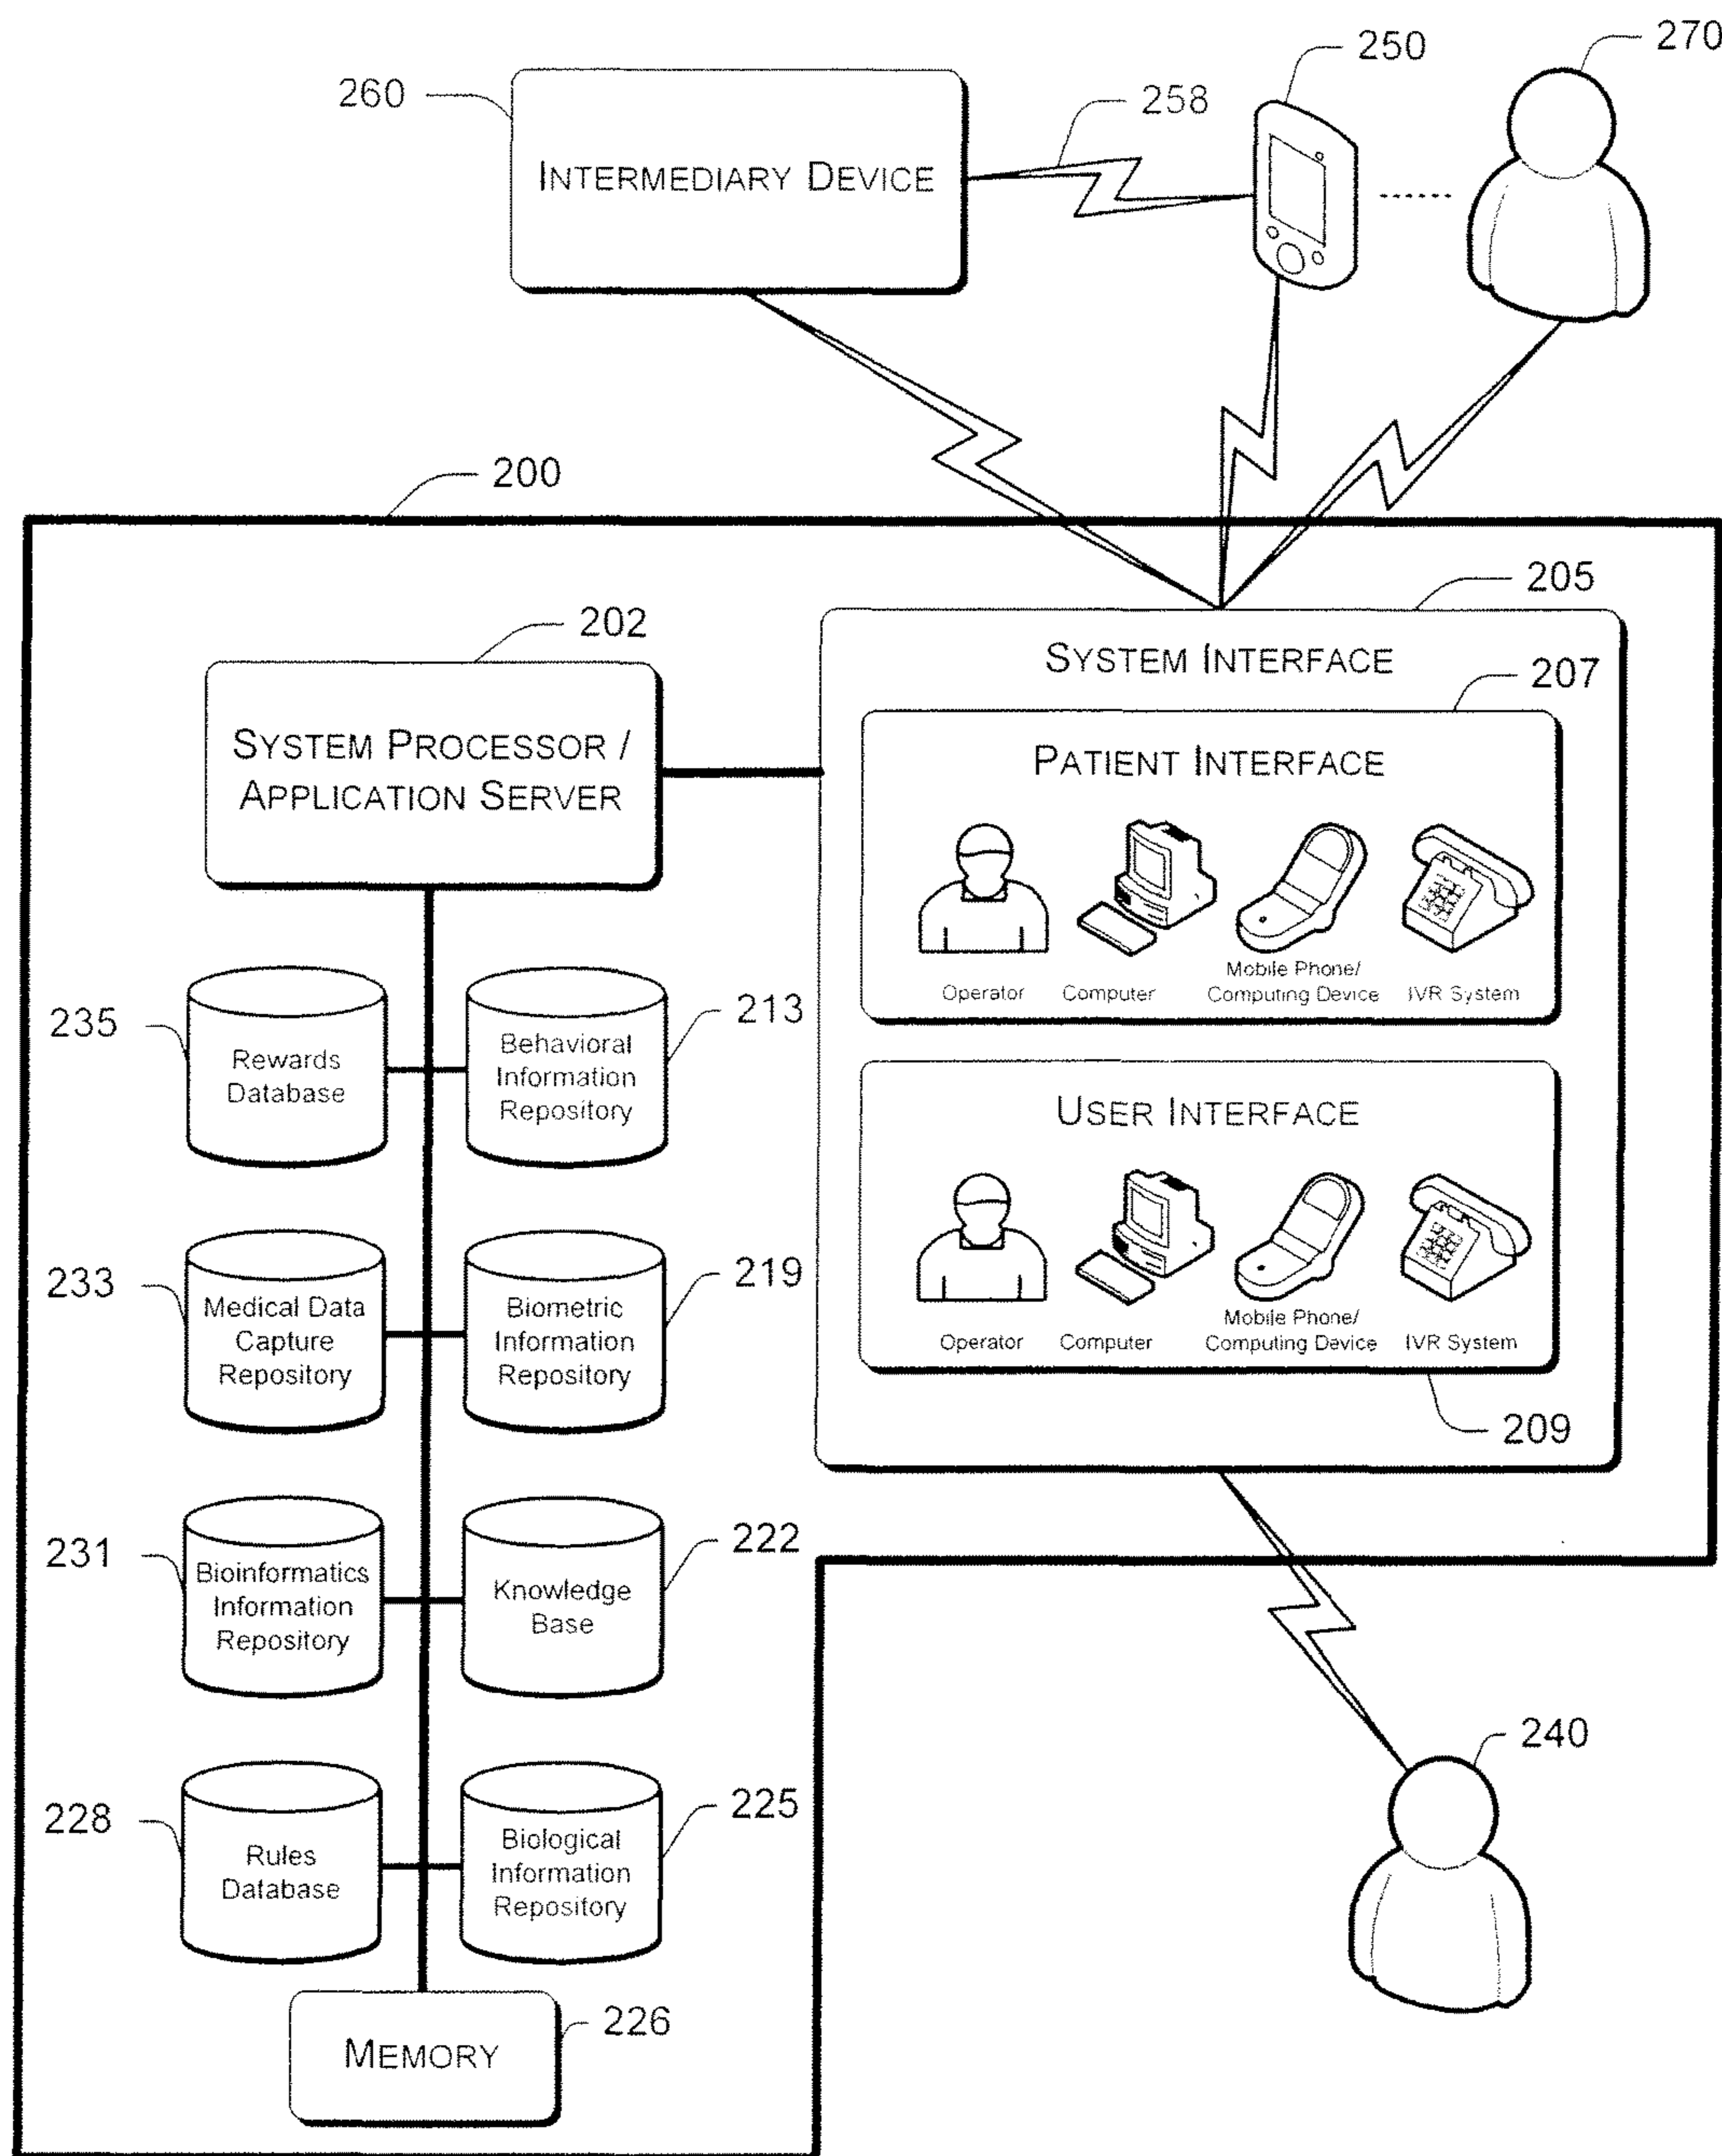 250
270
260
258
INTERMEDIARY DEVICE
200
205
202
SYSTEM INTERFACE
207
SYSTEM PROCESSOR /
APPLICATION SERVER
PATIENT INTERFACE
Operator
Computer
Mobile Phone/
Computing Device
IVR System
235
Rewards
Database
Behavioral
Information
Repository
213
USER INTERFACE
Operator
Computer
Mobile Phone/
Computing Device
IVR System
209
233
Medical Data
Capture
Repository
Biometric
Information
Repository
219
231
Bioinformatics
Information
Repository
Knowledge
Base
222
228
Rules
Database
Biological
Information
Repository
225
240
MEMORY
226